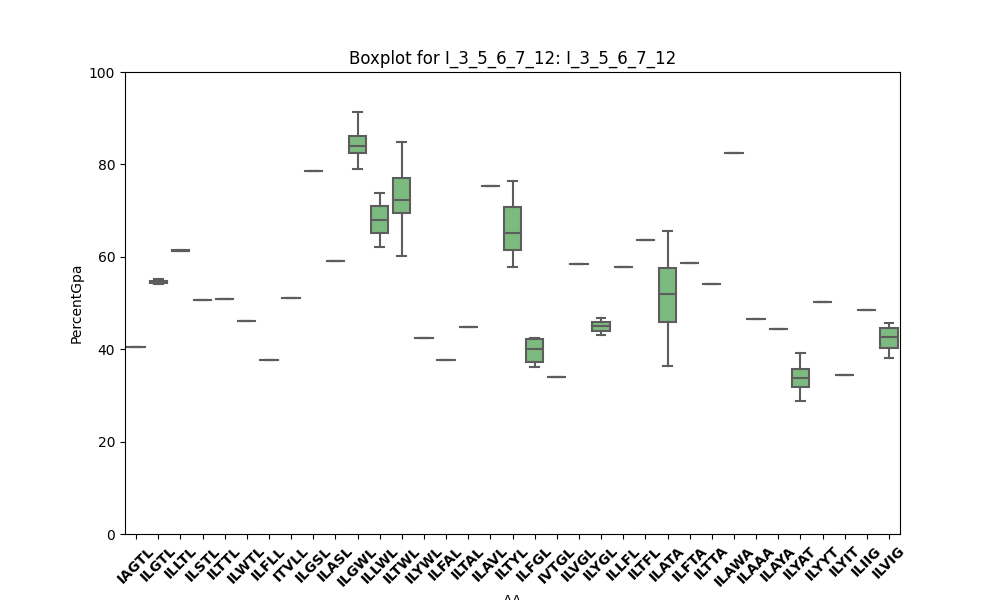 Boxplot for I_3_5_6_7_12: I_3_5_6_7_12
PercentGpa
100
80
60
40
20
0
IAGTL
ILGTL
ILLTL
ILSTL
ILTTL
ILWTL
ILFLL
ITVLL
ILGSL
ILASL
ILGWL
ILLWL
ILTWL
ILYWL
ILFAL
ILTAL
ILAVL
ILTYL
ILFGL
IVTGL
ILVGL
ILYGL
ILLFL
ILTFL
ILATA
ILFTA
ILTTA
ILAWA
ILAAA
ILAYA
ILYAT
ILYYT
ILYIT
ILIIG
ILVIG
AA